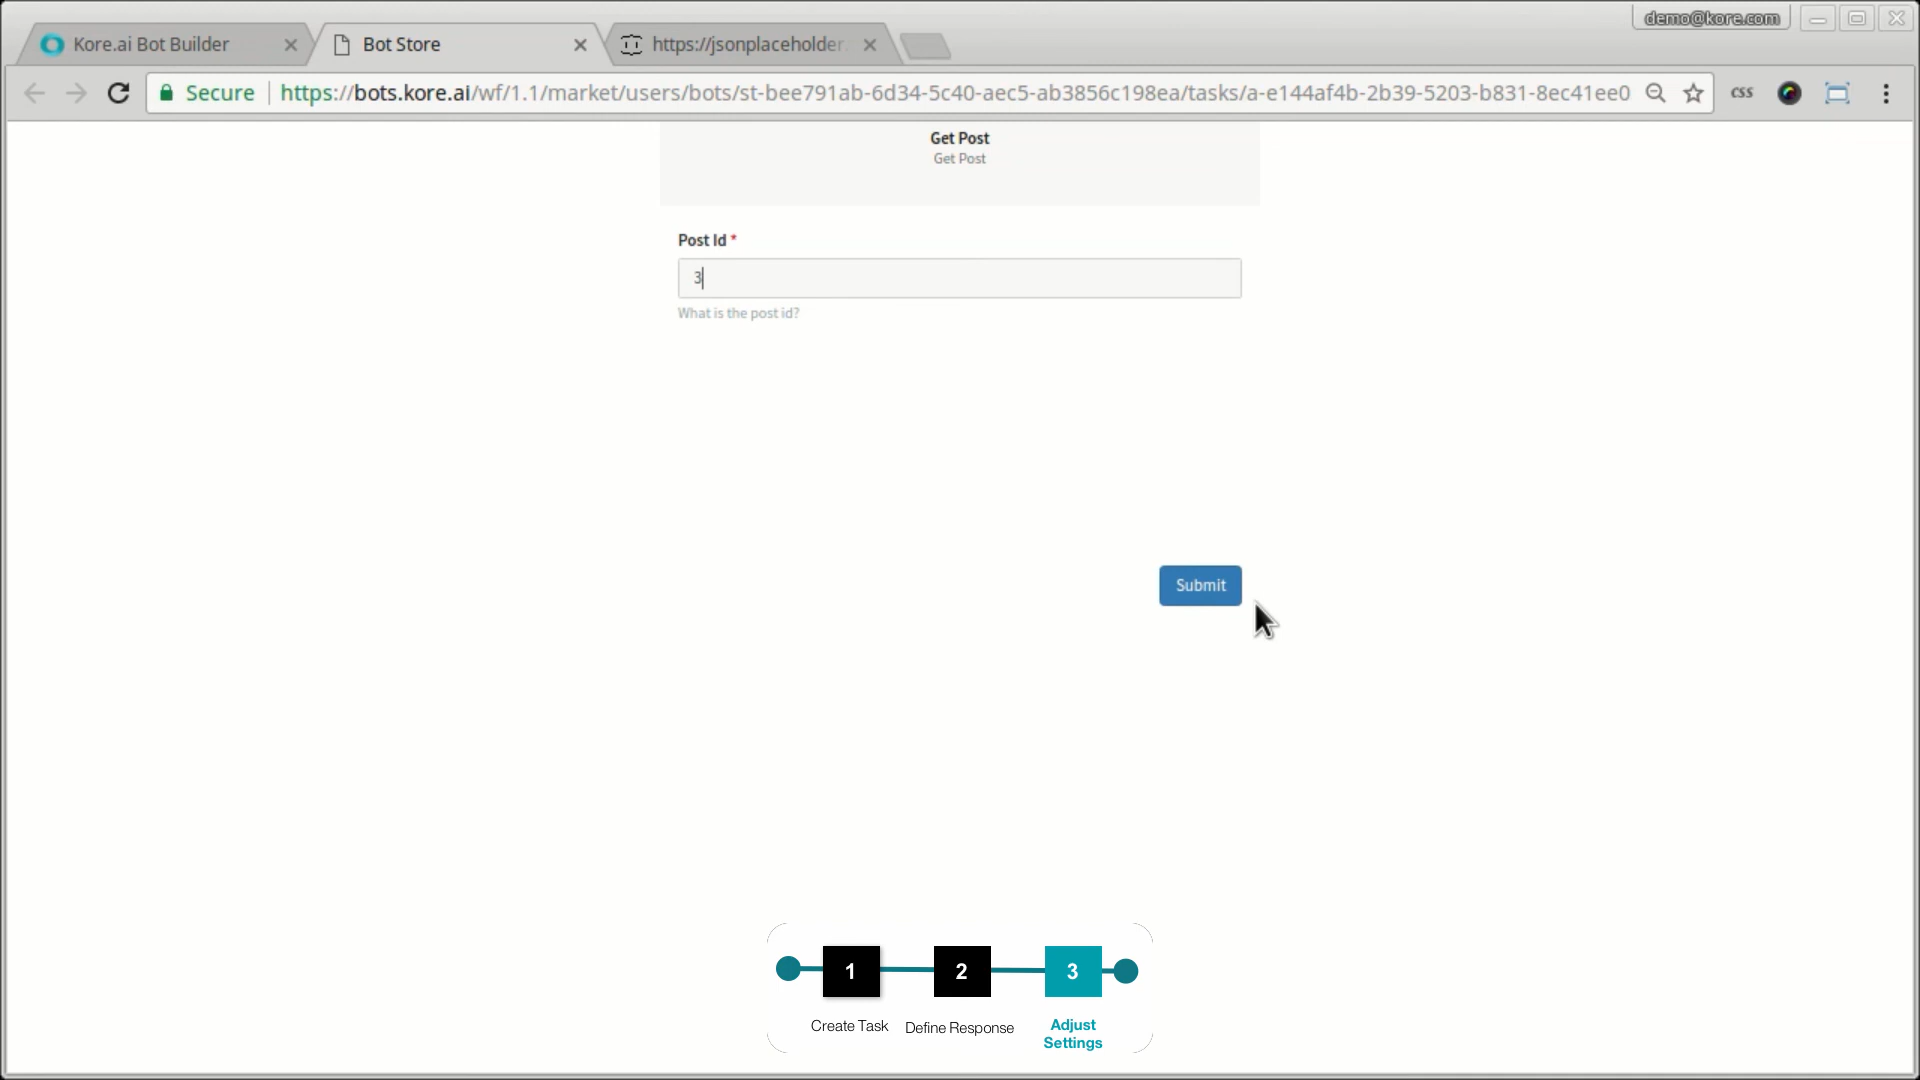 demo@kore.com
Kore.ai Bot Builder
Bot Store
https://jsonplaceholder
Secure
https://bots.kore.ai/wf/1.1/market/users/bots/st-bee791ab-6d34-5c40-aec5-ab3856c198ea/tasks/a-e144af4b-2b39-5203-b831-8ec41ee0
css
Get Post
Get Post
Post Id *
3
What is the post id?
Submit
1
2
3
Create Task
Define Response
Adjust
Settings